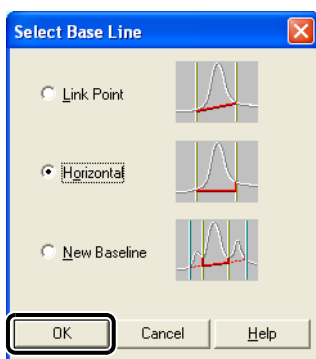 Select Base Line
Link Point
Horizontal
New Baseline
OK Cancel Help